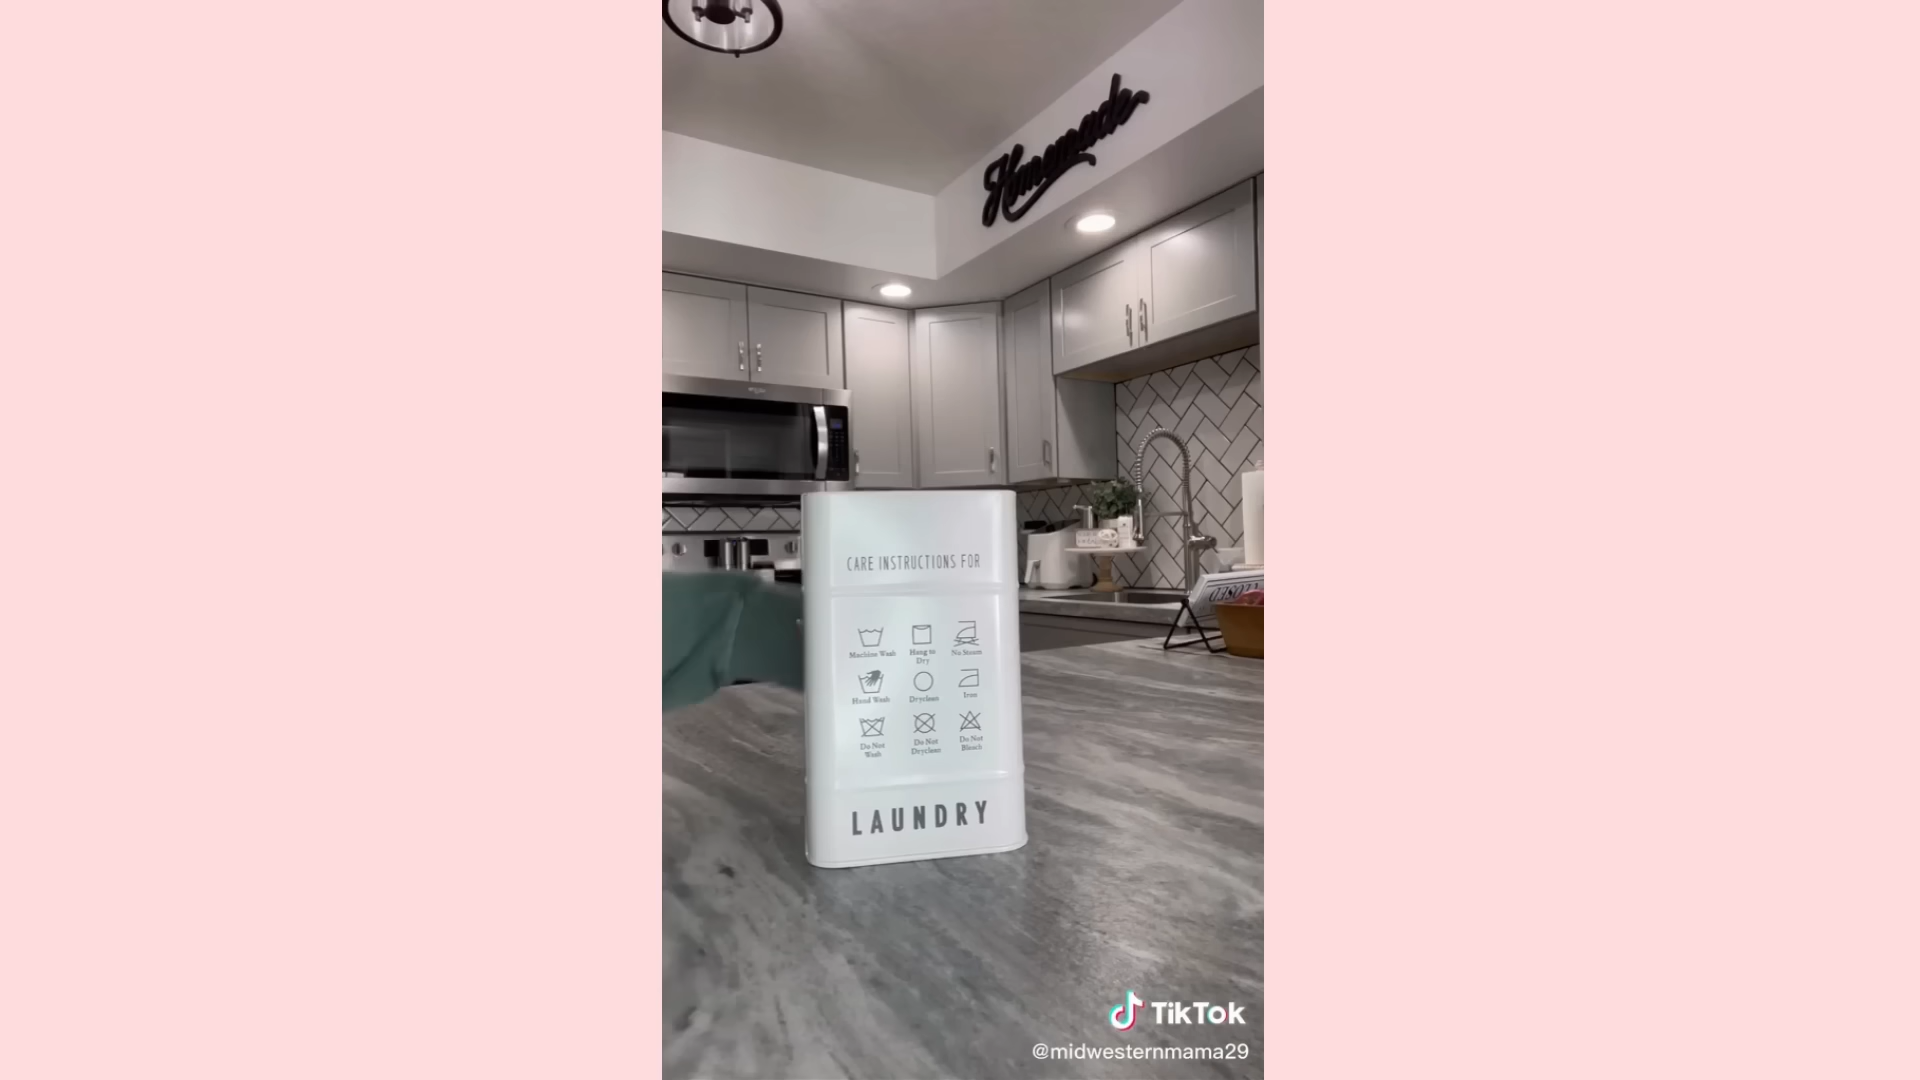 Homemade
CARE INSTRUCTIONS FOR
Machine Wash
Hang to
Dry
No Steam
Hand Wash
Dryclean
Iron
Do Not
Wash
Do Not
Dryclean
Do Not
Bleach
LAUNDRY
CLOSED
TikTok
@midwesternmama29